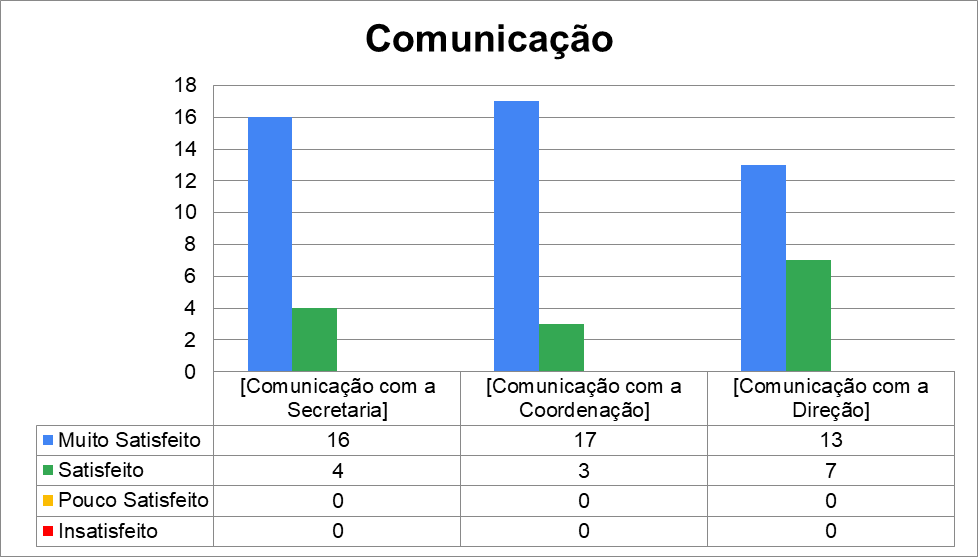 Comunicação
18
16
14
12
10
8
6
4
2
0
[Comunicação com a
Secretaria]
[Comunicação com a
Coordenação]
[Comunicação com a
Direção]
Muito Satisfeito 16 17 13
Satisfeito 4 3 7
Pouco Satisfeito 0 0 0
Insatisfeito 0 0 0